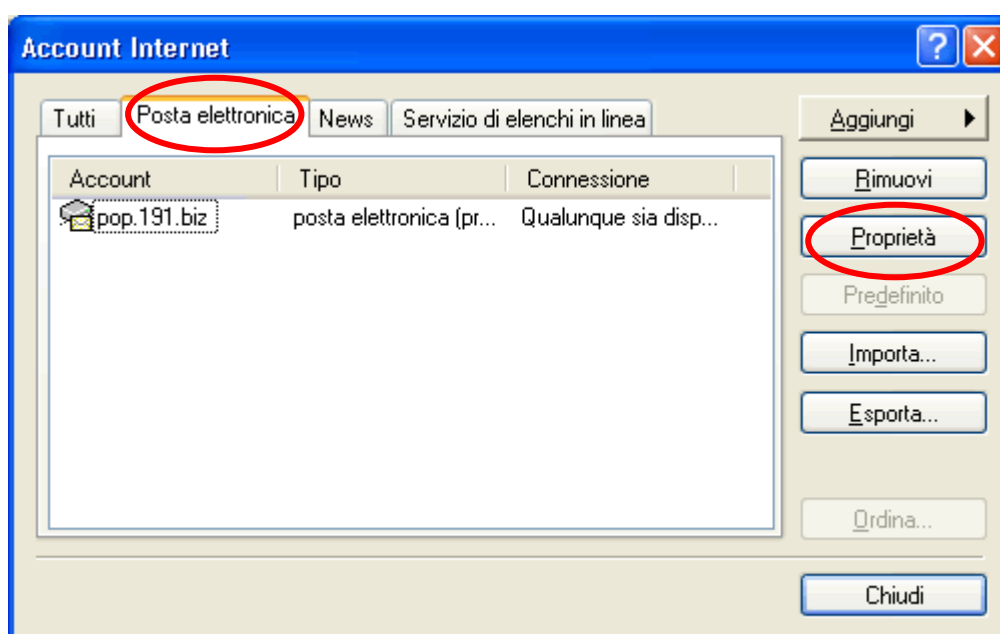 Account Internet
Tutti Posta elettronica News Servizio di elenchi in linea
Account Tipo Connessione
pop.191.biz posta elettronica (pr... Qualunque sia disp...
Aggiungi
Rimuovi
Proprietà
Predefinito
Importa...
Esporta...
Ordina...
Chiudi